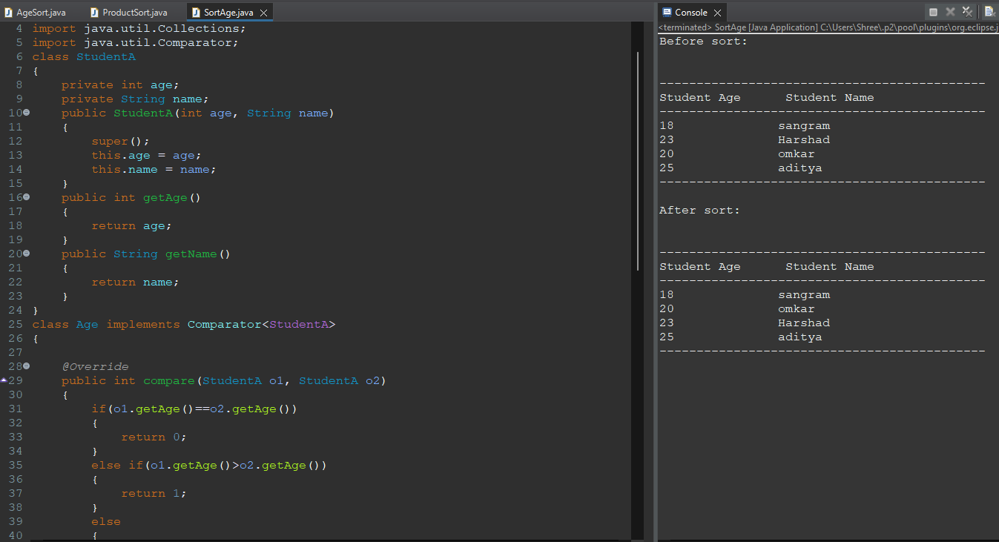 AgeSort.java ProductSort.java SortAge.java
4 import java.util.Collections;
5 import java.util.Comparator;
6 class StudentA
7 {
8 private int age;
9 private String name;
10 public StudentA(int age, String name)
11 {
12 super();
13 this.age = age;
14 this.name = name;
15 }
16 public int getAge()
17 {
18 return age;
19 }
20 public String getName()
21 {
22 return name;
23 }
24 }
25 class Age implements Comparator<StudentA>
26 {
27
28 @Override
29 public int compare(StudentA o1, StudentA o2)
30 {
31 if(o1.getAge()==o2.getAge())
32 {
33 return 0;
34 }
35 else if(o1.getAge()>o2.getAge())
36 {
37 return 1;
38 }
39 else
40 {
Console
<terminated> SortAge [Java Application] C:\Users\Shree\.p2\pool\plugins\org.eclipse.j
Before sort:
--------------------------------------------
Student Age Student Name
--------------------------------------------
18 sangram
23 Harshad
20 omkar
25 aditya
--------------------------------------------
After sort:
--------------------------------------------
Student Age Student Name
--------------------------------------------
18 sangram
20 omkar
23 Harshad
25 aditya
--------------------------------------------